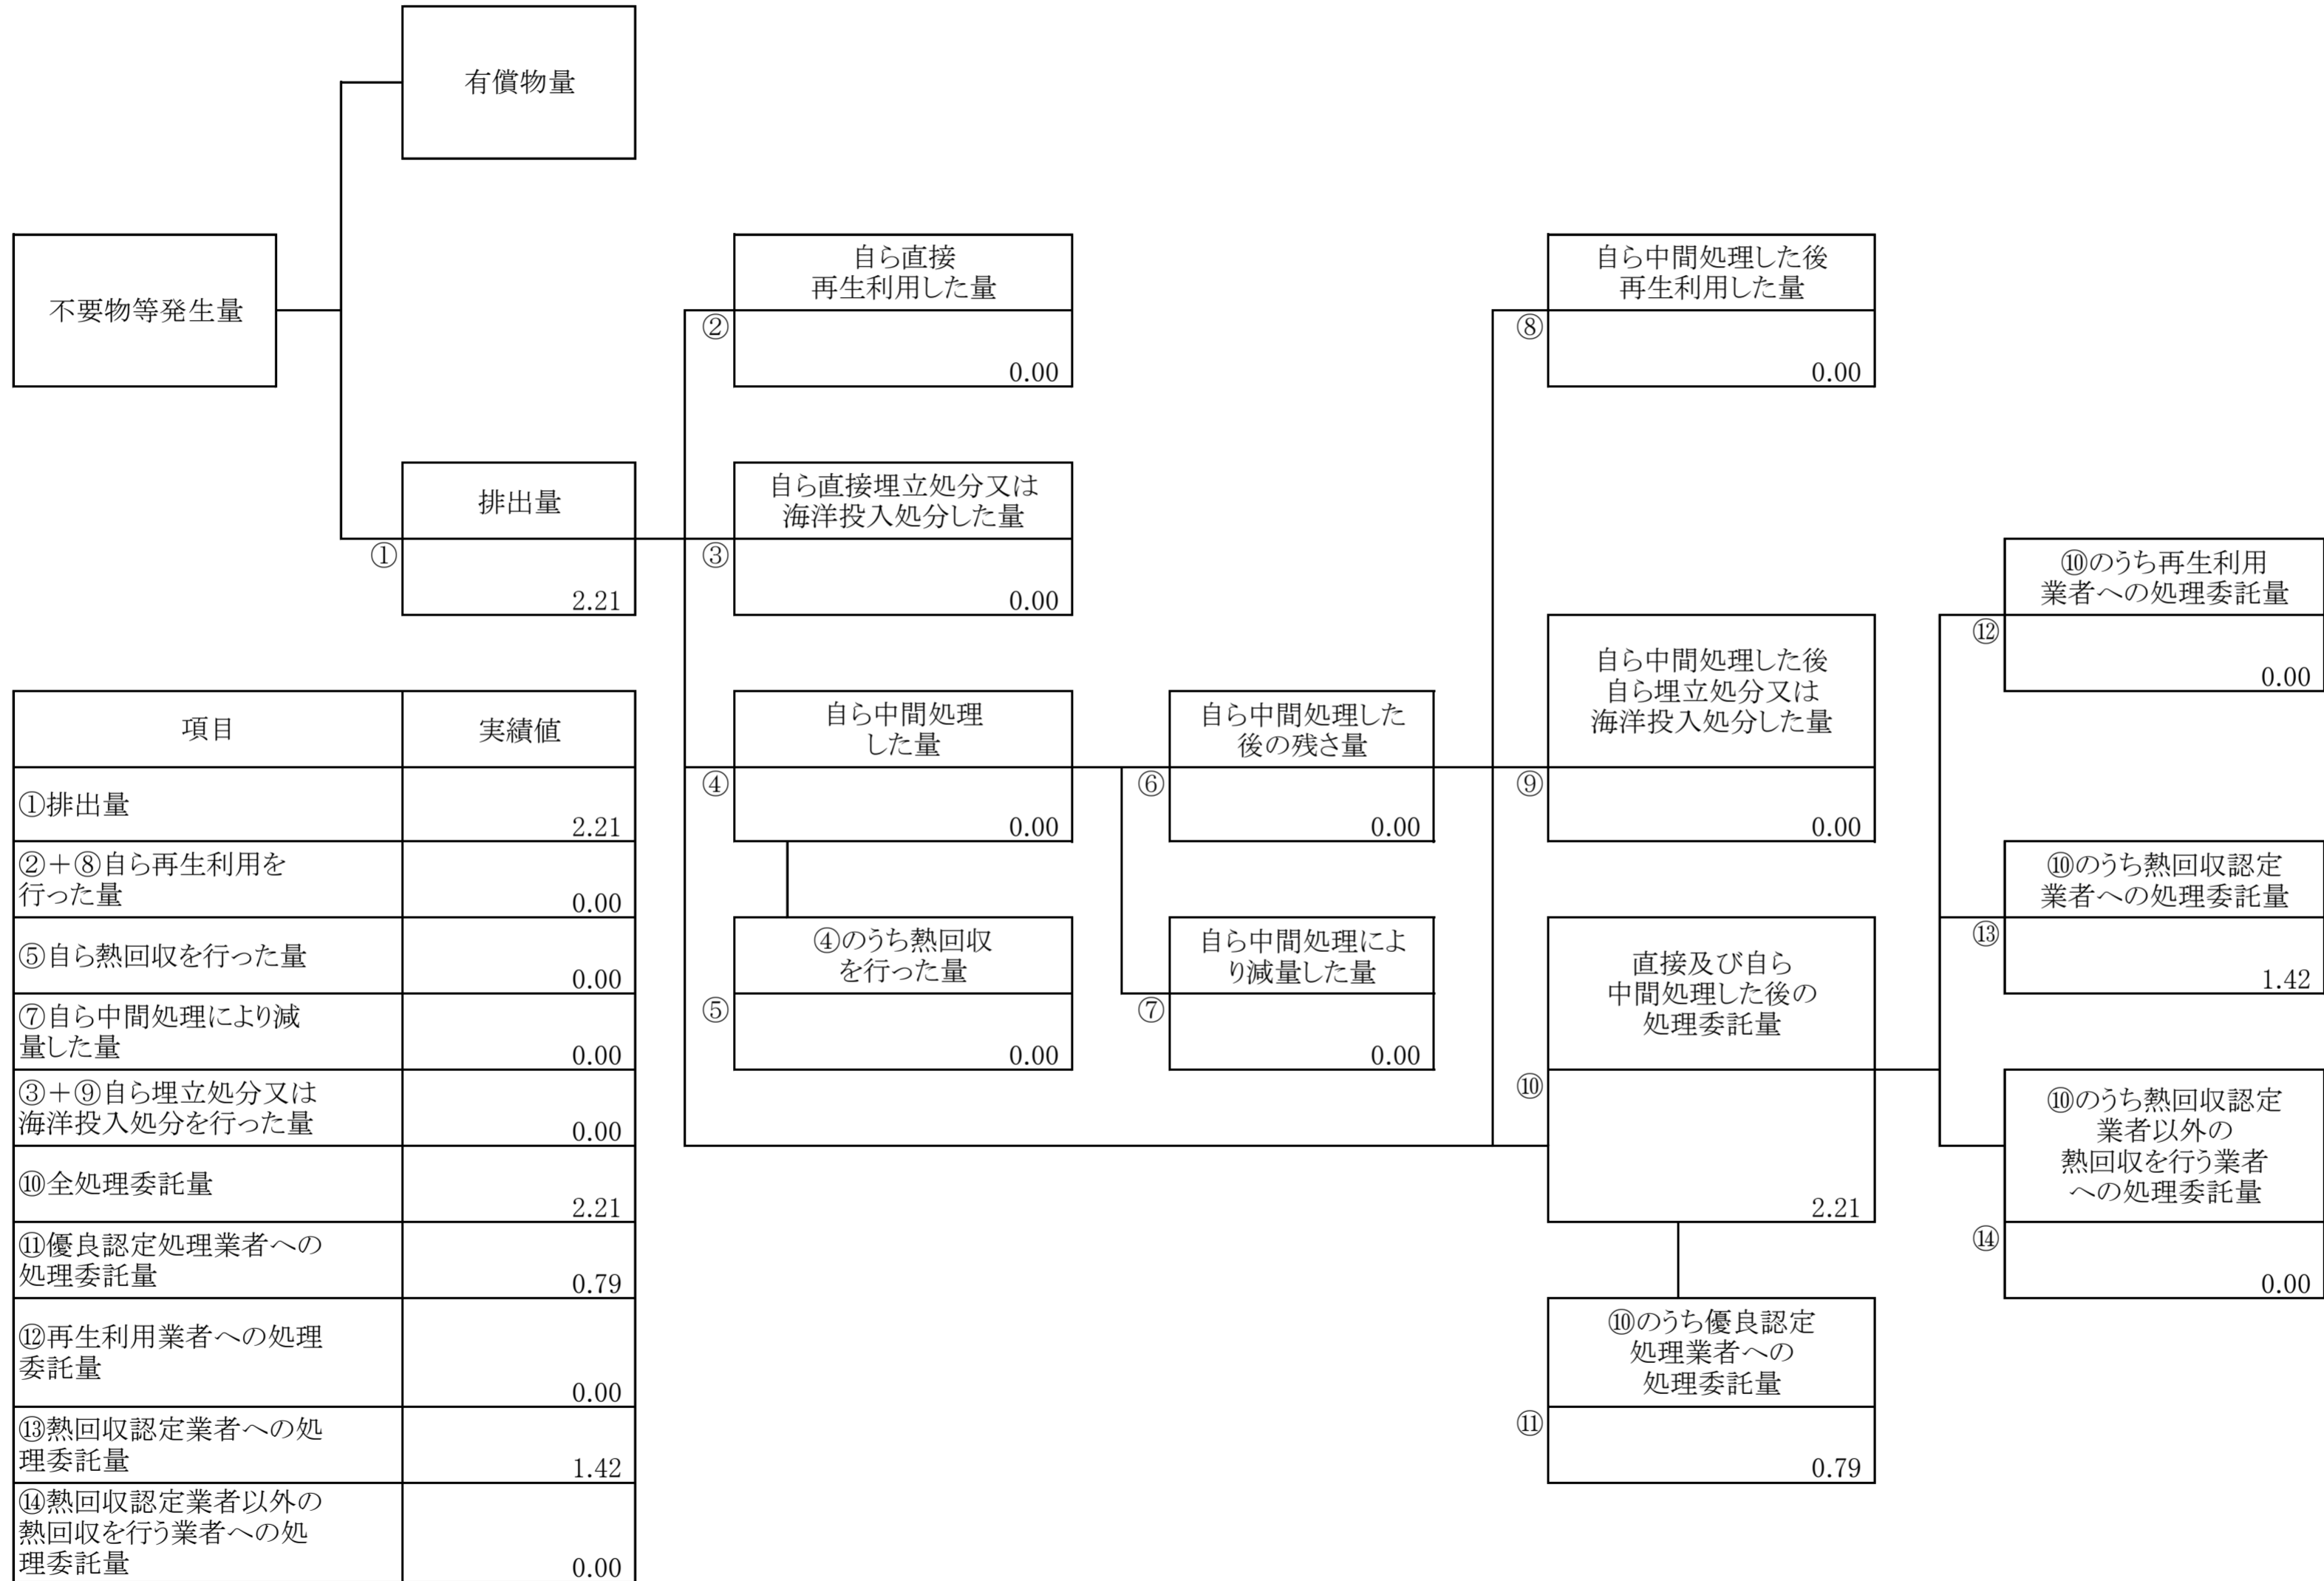 有償物量
不要物等発生量
自ら直接
再生利用した量
②
0.00
自ら中間処理した後
再生利用した量
⑧
0.00
排出量
①
2.21
自ら直接埋立処分又は
海洋投入処分した量
③
0.00
⑩のうち再生利用
業者への処理委託量
⑫
0.00
自ら中間処理
した量
④
0.00
自ら中間処理した
後の残さ量
⑥
0.00
自ら中間処理した後
自ら埋立処分又は
海洋投入処分した量
⑨
0.00
⑩のうち熱回収認定
業者への処理委託量
⑬
1.42
④のうち熱回収
を行った量
⑤
0.00
自ら中間処理によ
り減量した量
⑦
0.00
直接及び自ら
中間処理した後の
処理委託量
⑩
2.21
⑩のうち熱回収認定
業者以外の
熱回収を行う業者
への処理委託量
⑭
0.00
⑩のうち優良認定
処理業者への
処理委託量
⑪
0.79
項目
実績値
①排出量
2.21
②＋⑧自ら再生利用を
行った量
0.00
⑤自ら熱回収を行った量
0.00
⑦自ら中間処理により減
量した量
0.00
③＋⑨自ら埋立処分又は
海洋投入処分を行った量
0.00
⑩全処理委託量
2.21
⑪優良認定処理業者への
処理委託量
0.79
⑫再生利用業者への処理
委託量
0.00
⑬熱回収認定業者への処
理委託量
1.42
⑭熱回収認定業者以外の
熱回収を行う業者への処
理委託量
0.00